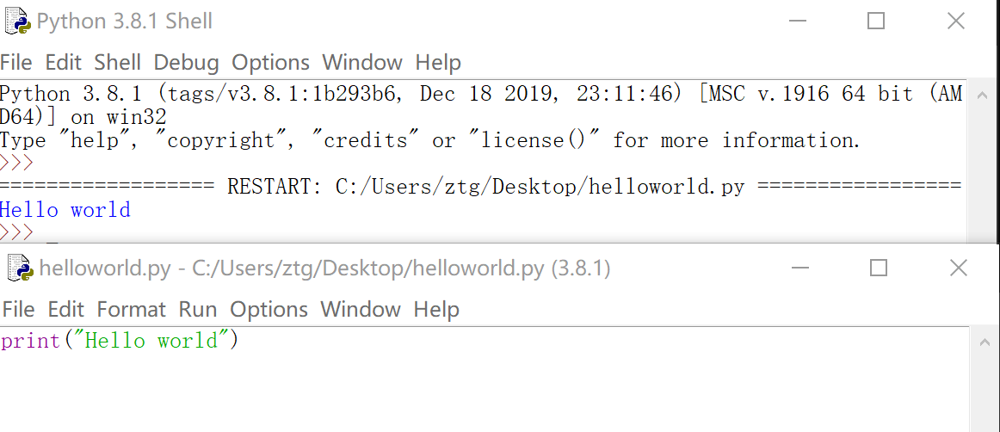 Python 3.8.1 Shell
File Edit Shell Debug Options Window Help
Python 3.8.1 (tags/v3.8.1:1b293b6, Dec 18 2019, 23:11:46) [MSC v.1916 64 bit (AM
D64)] on win32
Type "help", "copyright", "credits" or "license()" for more information.
>>>
================== RESTART: C:/Users/ztg/Desktop/helloworld.py =================
Hello world
>>>
helloworld.py - C:/Users/ztg/Desktop/helloworld.py (3.8.1)
File Edit Format Run Options Window Help
print("Hello world")